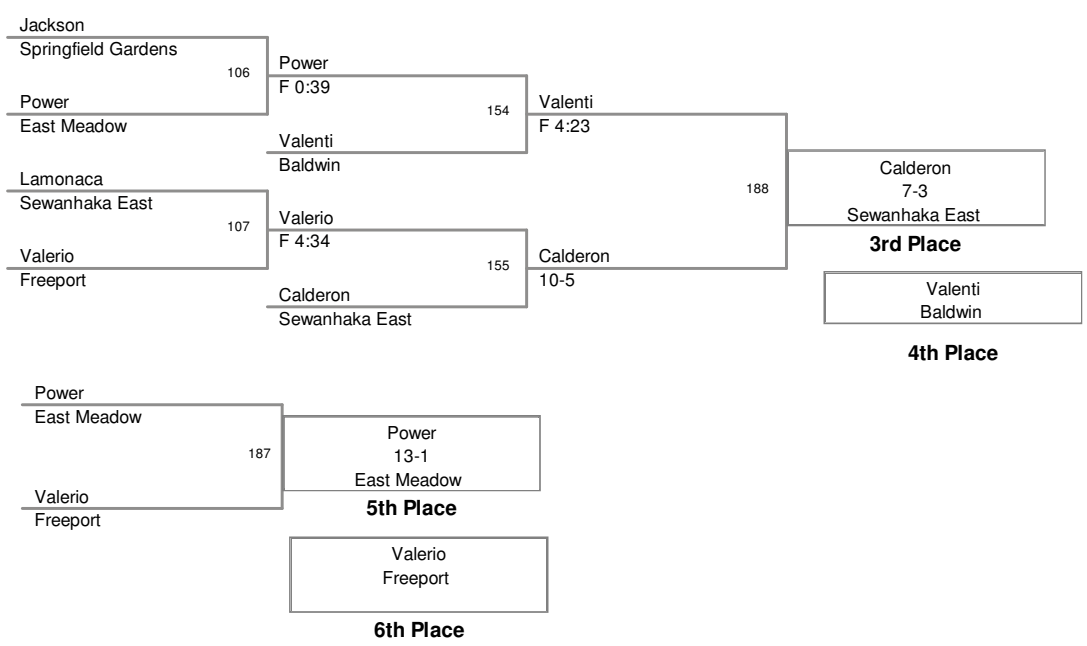 Jackson
Springfield Gardens
106
Power
F 0:39
Power
East Meadow
154
Valenti
F 4:23
Valenti
Baldwin
Lamonaca
Sewanhaka East
188
Calderon
7-3
Sewanhaka East
3rd Place
107
Valerio
F 4:34
Valerio
Freeport
155
Calderon
10-5
Calderon
Sewanhaka East
Valenti
Baldwin
4th Place
Power
East Meadow
187
Power
13-1
East Meadow
5th Place
Valerio
Freeport
Valerio
Freeport
6th Place